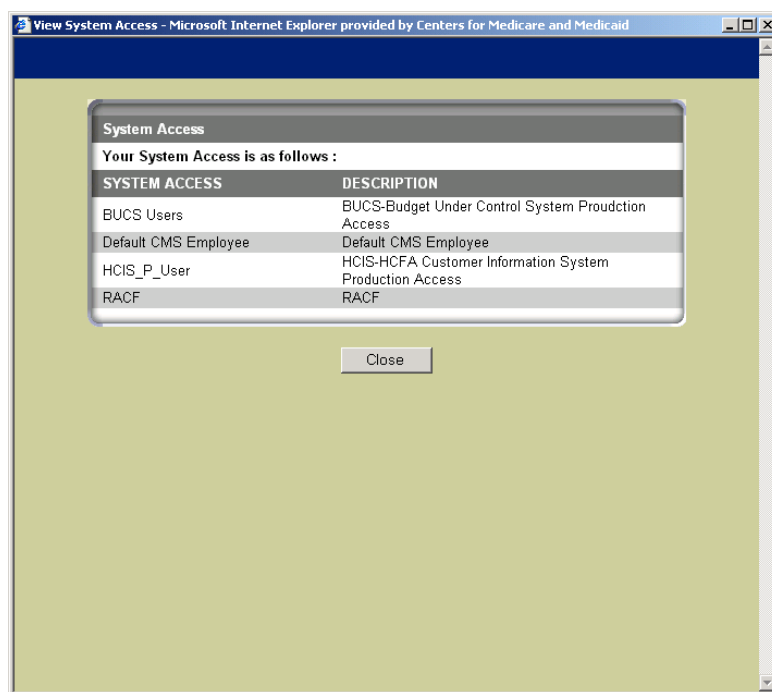 View System Access - Microsoft Internet Explorer provided by Centers for Medicare and Medicaid
System Access
Your System Access is as follows :
SYSTEM ACCESS DESCRIPTION
BUCS Users BUCS-Budget Under Control System Proudction
Access
Default CMS Employee Default CMS Employee
HCIS_P_User HCIS-HCFA Customer Information System
Production Access
RACF RACF
Close